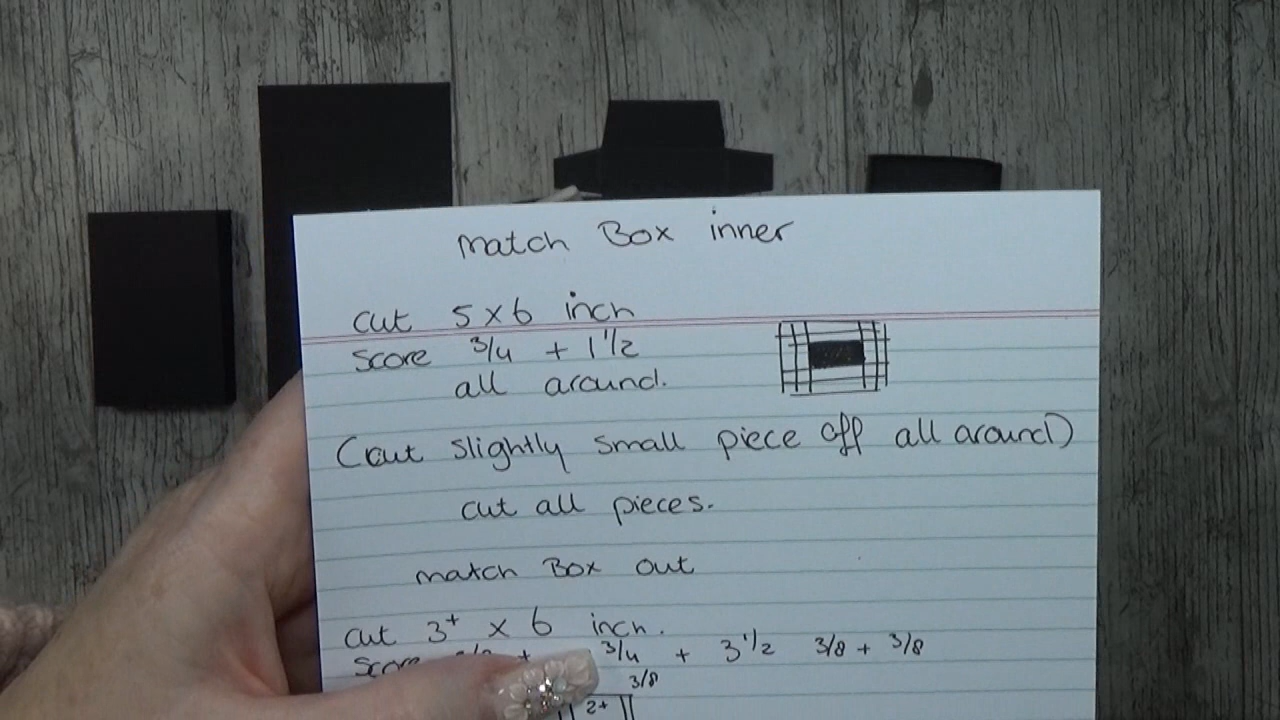 match Box inner
cut 5 x 6 inch
score 3/4 + 1 1/2
all around.
(cut slightly small piece off all around)
cut all pieces.
match Box out
cut 3+ x 6 inch.
score + 3/4 + 3 1/2 3/8 + 3/8
3/8
2+